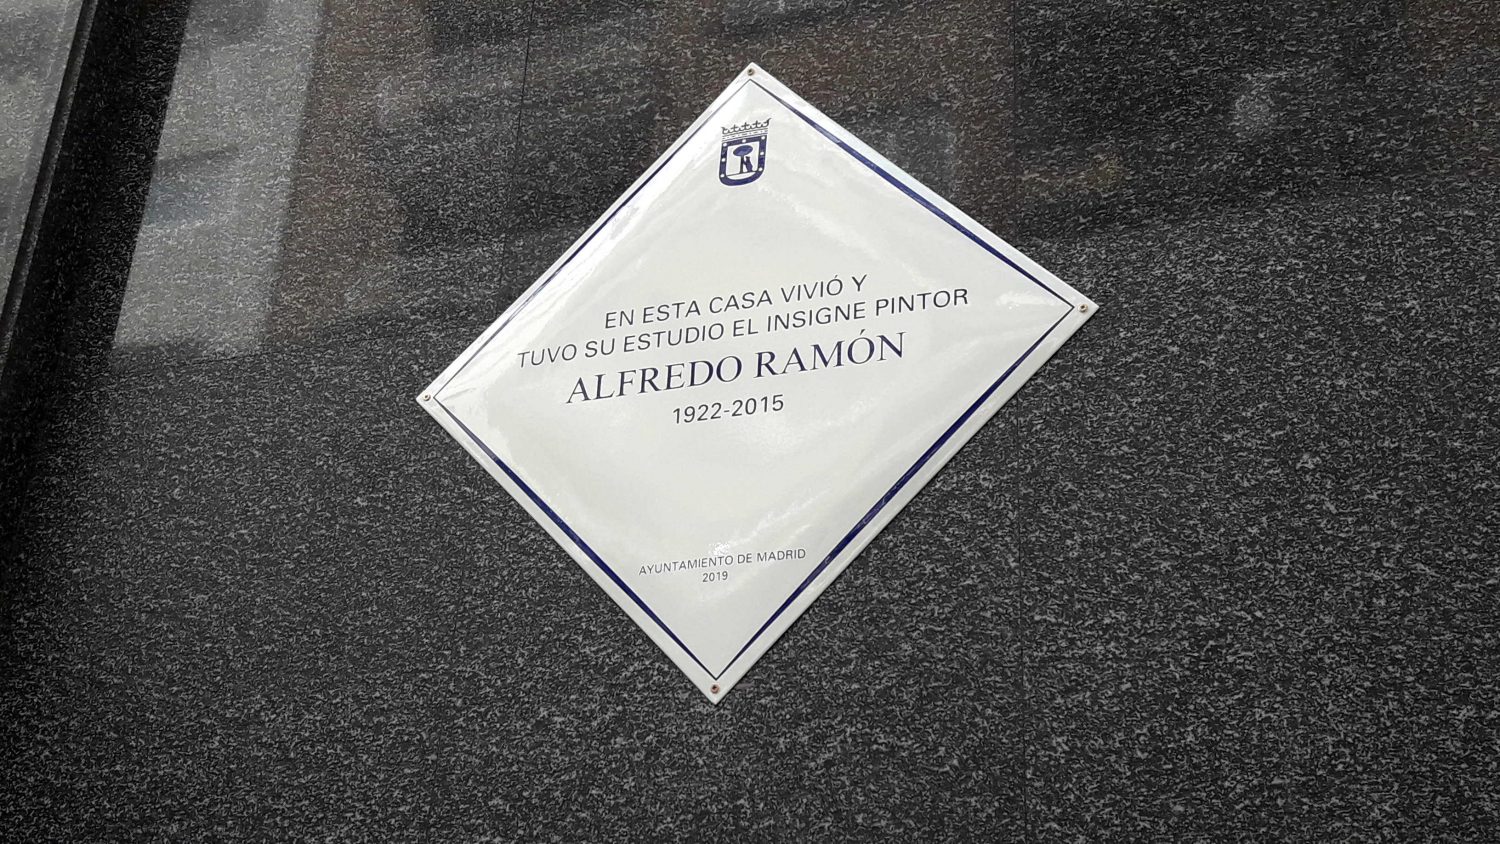 EN ESTA CASA VIVIÓ Y
TUVO SU ESTUDIO EL INSIGNE PINTOR
ALFREDO RAMÓN
1922-2015
AYUNTAMIENTO DE MADRID
2019